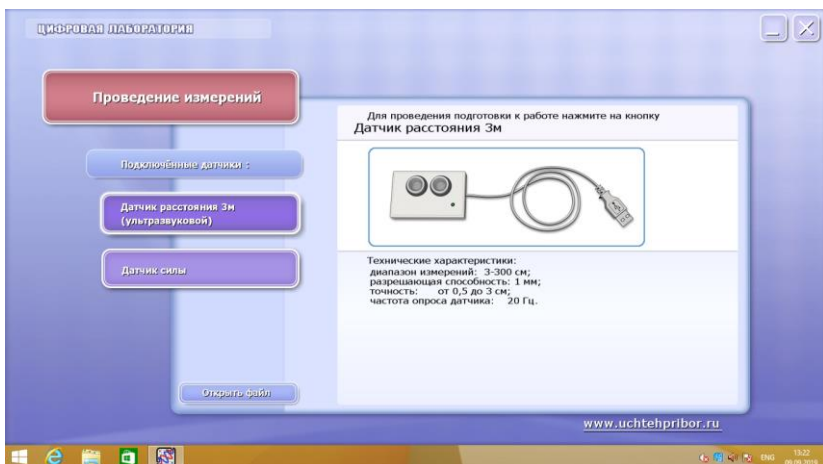 ЦИФРОВАЯ ЛАБОРАТОРИЯ
Проведение измерений
Для проведения подготовки к работе нажмите на кнопку
Датчик расстояния 3м
Подключённые датчики :
Датчик расстояния 3м
(ультразвуковой)
Датчик силы
Технические характеристики:
диапазон измерений: 3-300 см;
разрешающая способность: 1 мм;
точность: от 0,5 до 3 см;
частота опроса датчика: 20 Гц.
Открыть файл
www.uchtehpribor.ru
ENG
13:22